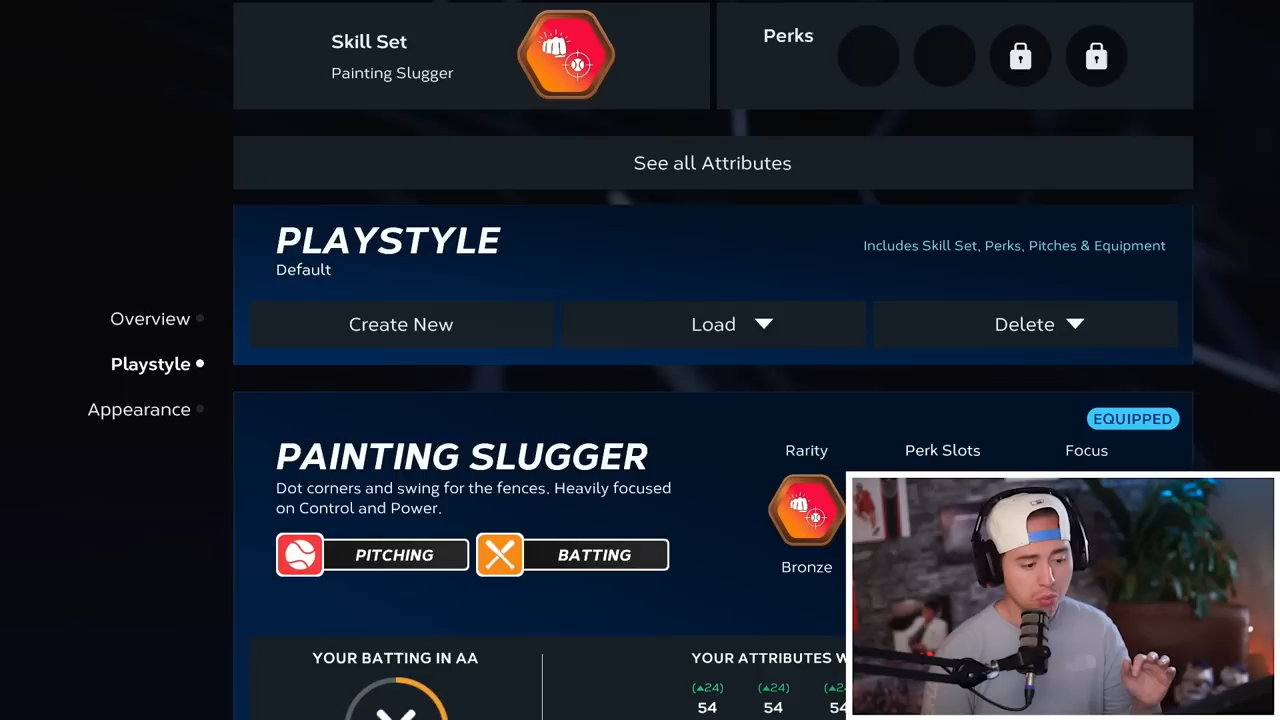 Skill Set
Painting Slugger
Perks
See all Attributes
PLAYSTYLE
Default
Includes Skill Set, Perks, Pitches & Equipment
Overview
Playstyle
Appearance
Create New
Load
Delete
EQUIPPED
PAINTING SLUGGER
Dot corners and swing for the fences. Heavily focused
on Control and Power.
Rarity
Perk Slots
Focus
PITCHING
BATTING
Bronze
YOUR BATTING IN AA
YOUR ATTRIBUTES W
(▲24) (▲24) (▲24
54 54 54